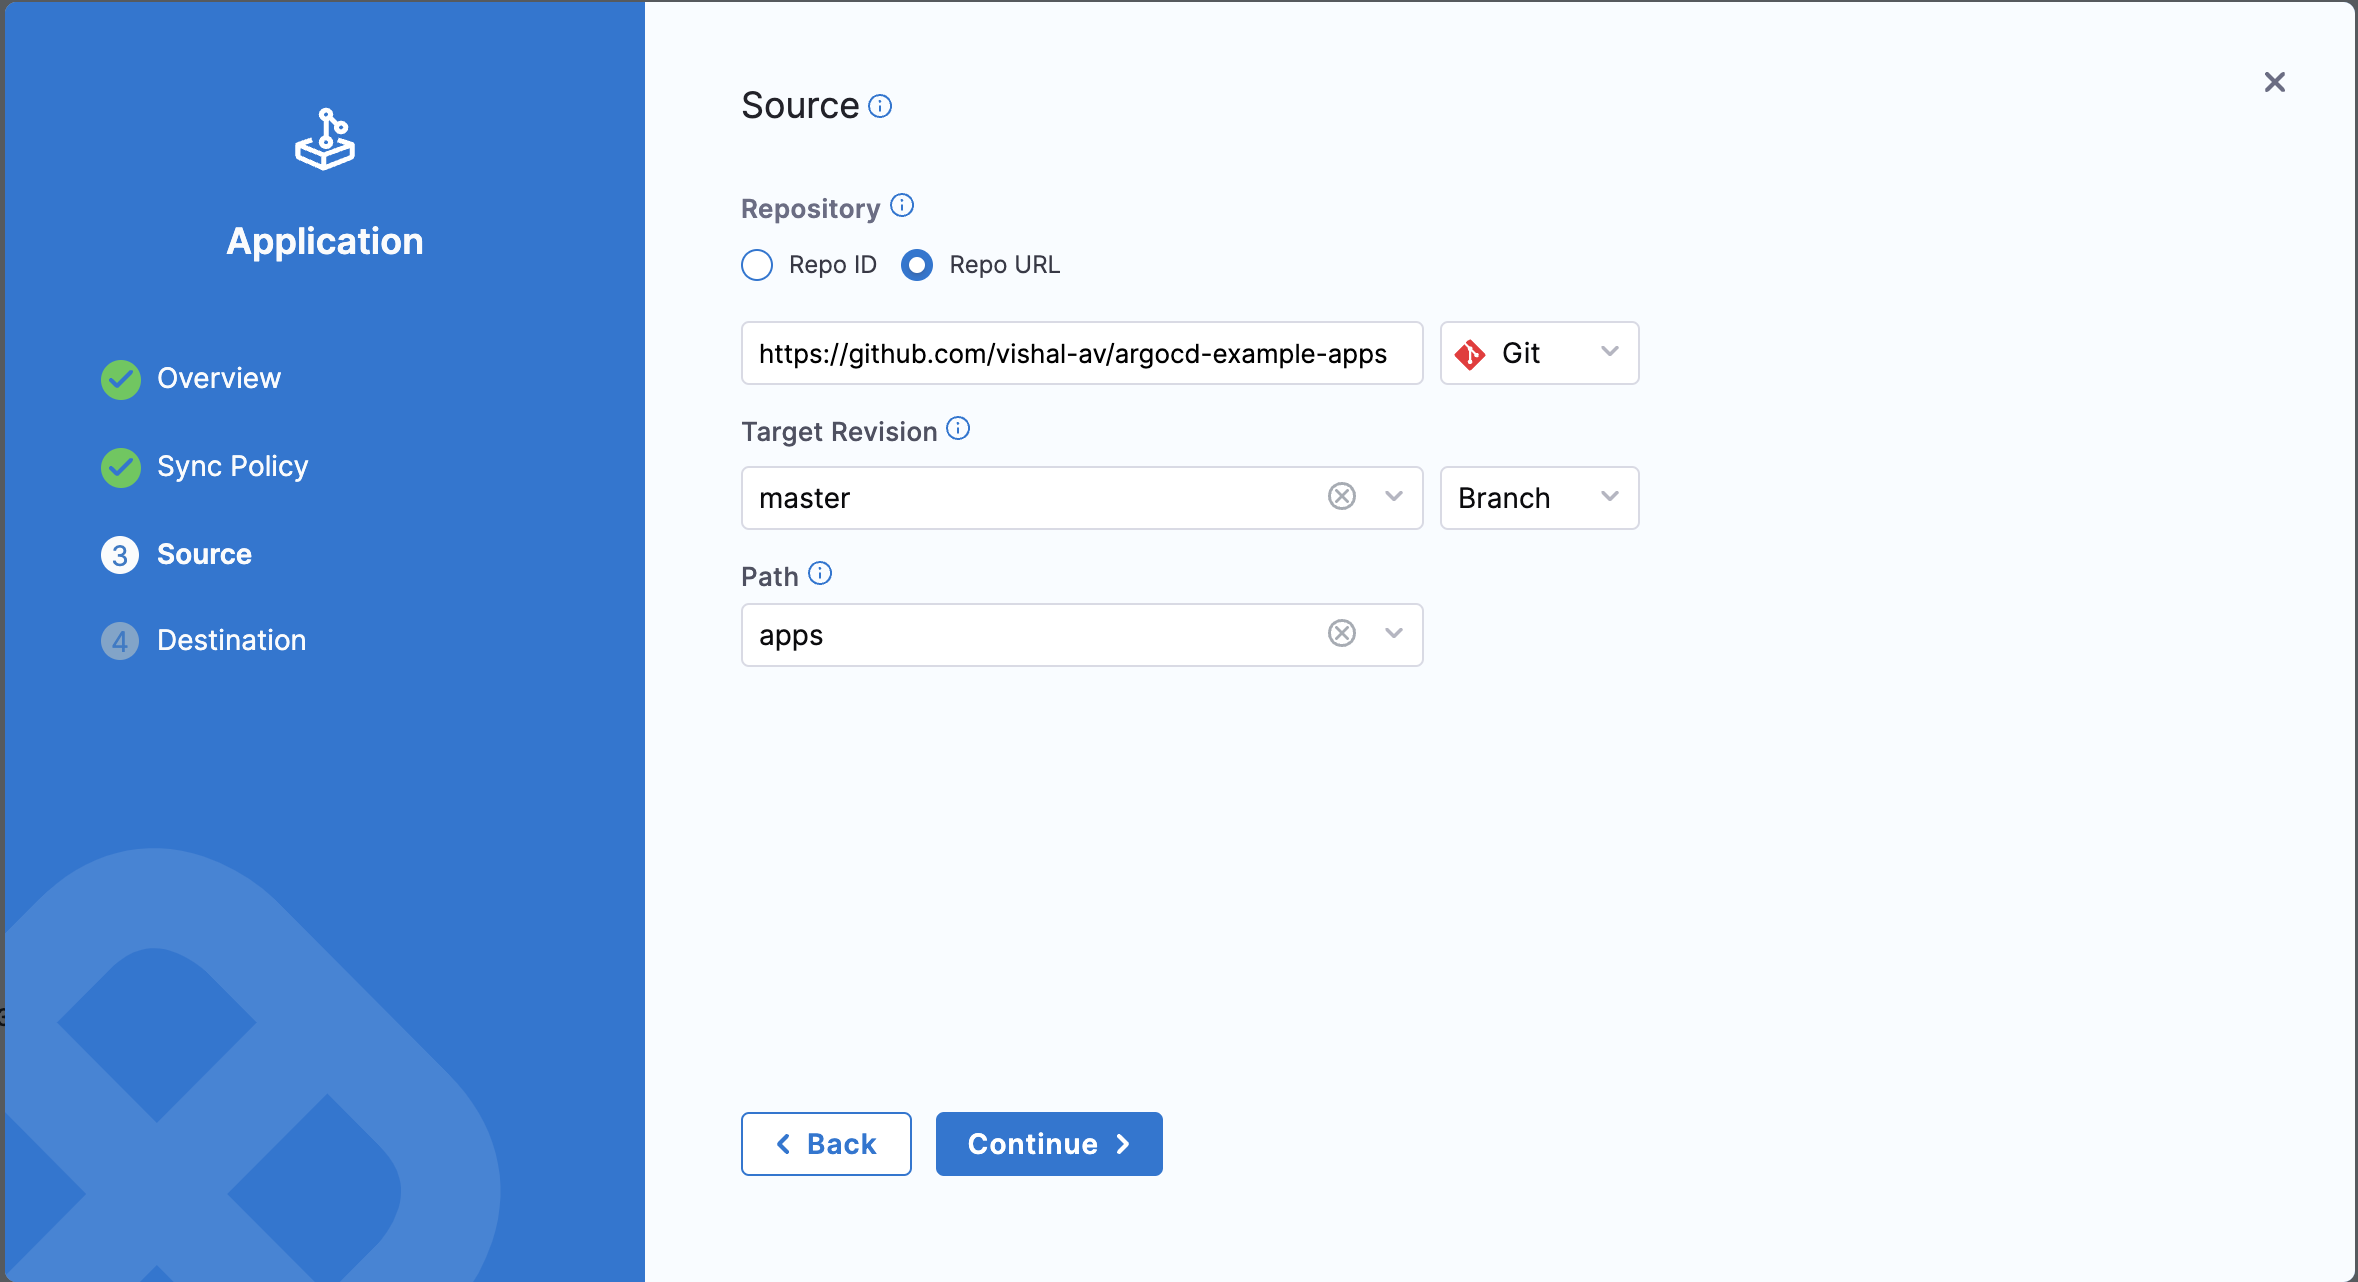 Application
Overview
Sync Policy
3 Source
4 Destination
Source
Repository
Repo ID Repo URL
https://github.com/vishal-av/argocd-example-apps Git
Target Revision
master Branch
Path
apps
Back Continue